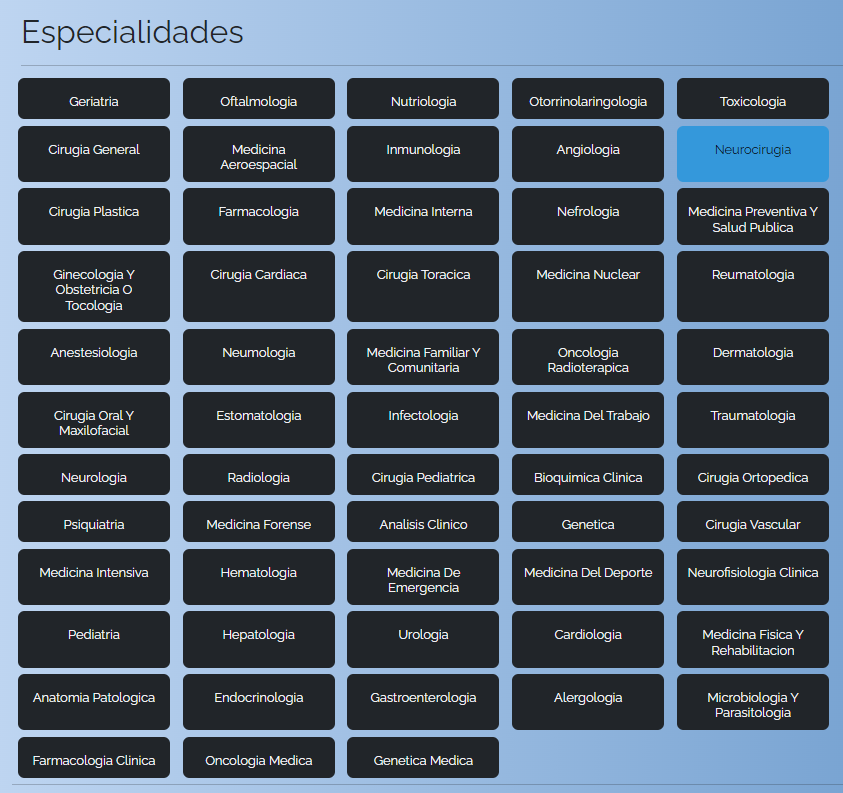 Especialidades
Geriatria
Oftalmologia
Nutriologia
Otorrinolaringologia
Toxicologia
Cirugia General
Medicina
Aeroespacial
Inmunologia
Angiologia
Neurocirugia
Cirugia Plastica
Farmacologia
Medicina Interna
Nefrologia
Medicina Preventiva Y
Salud Publica
Ginecologia Y
Obstetricia O
Tocologia
Cirugia Cardiaca
Cirugia Toracica
Medicina Nuclear
Reumatologia
Anestesiologia
Neumologia
Medicina Familiar Y
Comunitaria
Oncologia
Radioterapica
Dermatologia
Cirugia Oral Y
Maxilofacial
Estomatologia
Infectologia
Medicina Del Trabajo
Traumatologia
Neurologia
Radiologia
Cirugia Pediatrica
Bioquimica Clinica
Cirugia Ortopedica
Psiquiatria
Medicina Forense
Analisis Clinico
Genetica
Cirugia Vascular
Medicina Intensiva
Hematologia
Medicina De
Emergencia
Medicina Del Deporte
Neurofisiologia Clinica
Pediatria
Hepatologia
Urologia
Cardiologia
Medicina Fisica Y
Rehabilitacion
Anatomia Patologica
Endocrinologia
Gastroenterologia
Alergologia
Microbiologia Y
Parasitologia
Farmacologia Clinica
Oncologia Medica
Genetica Medica